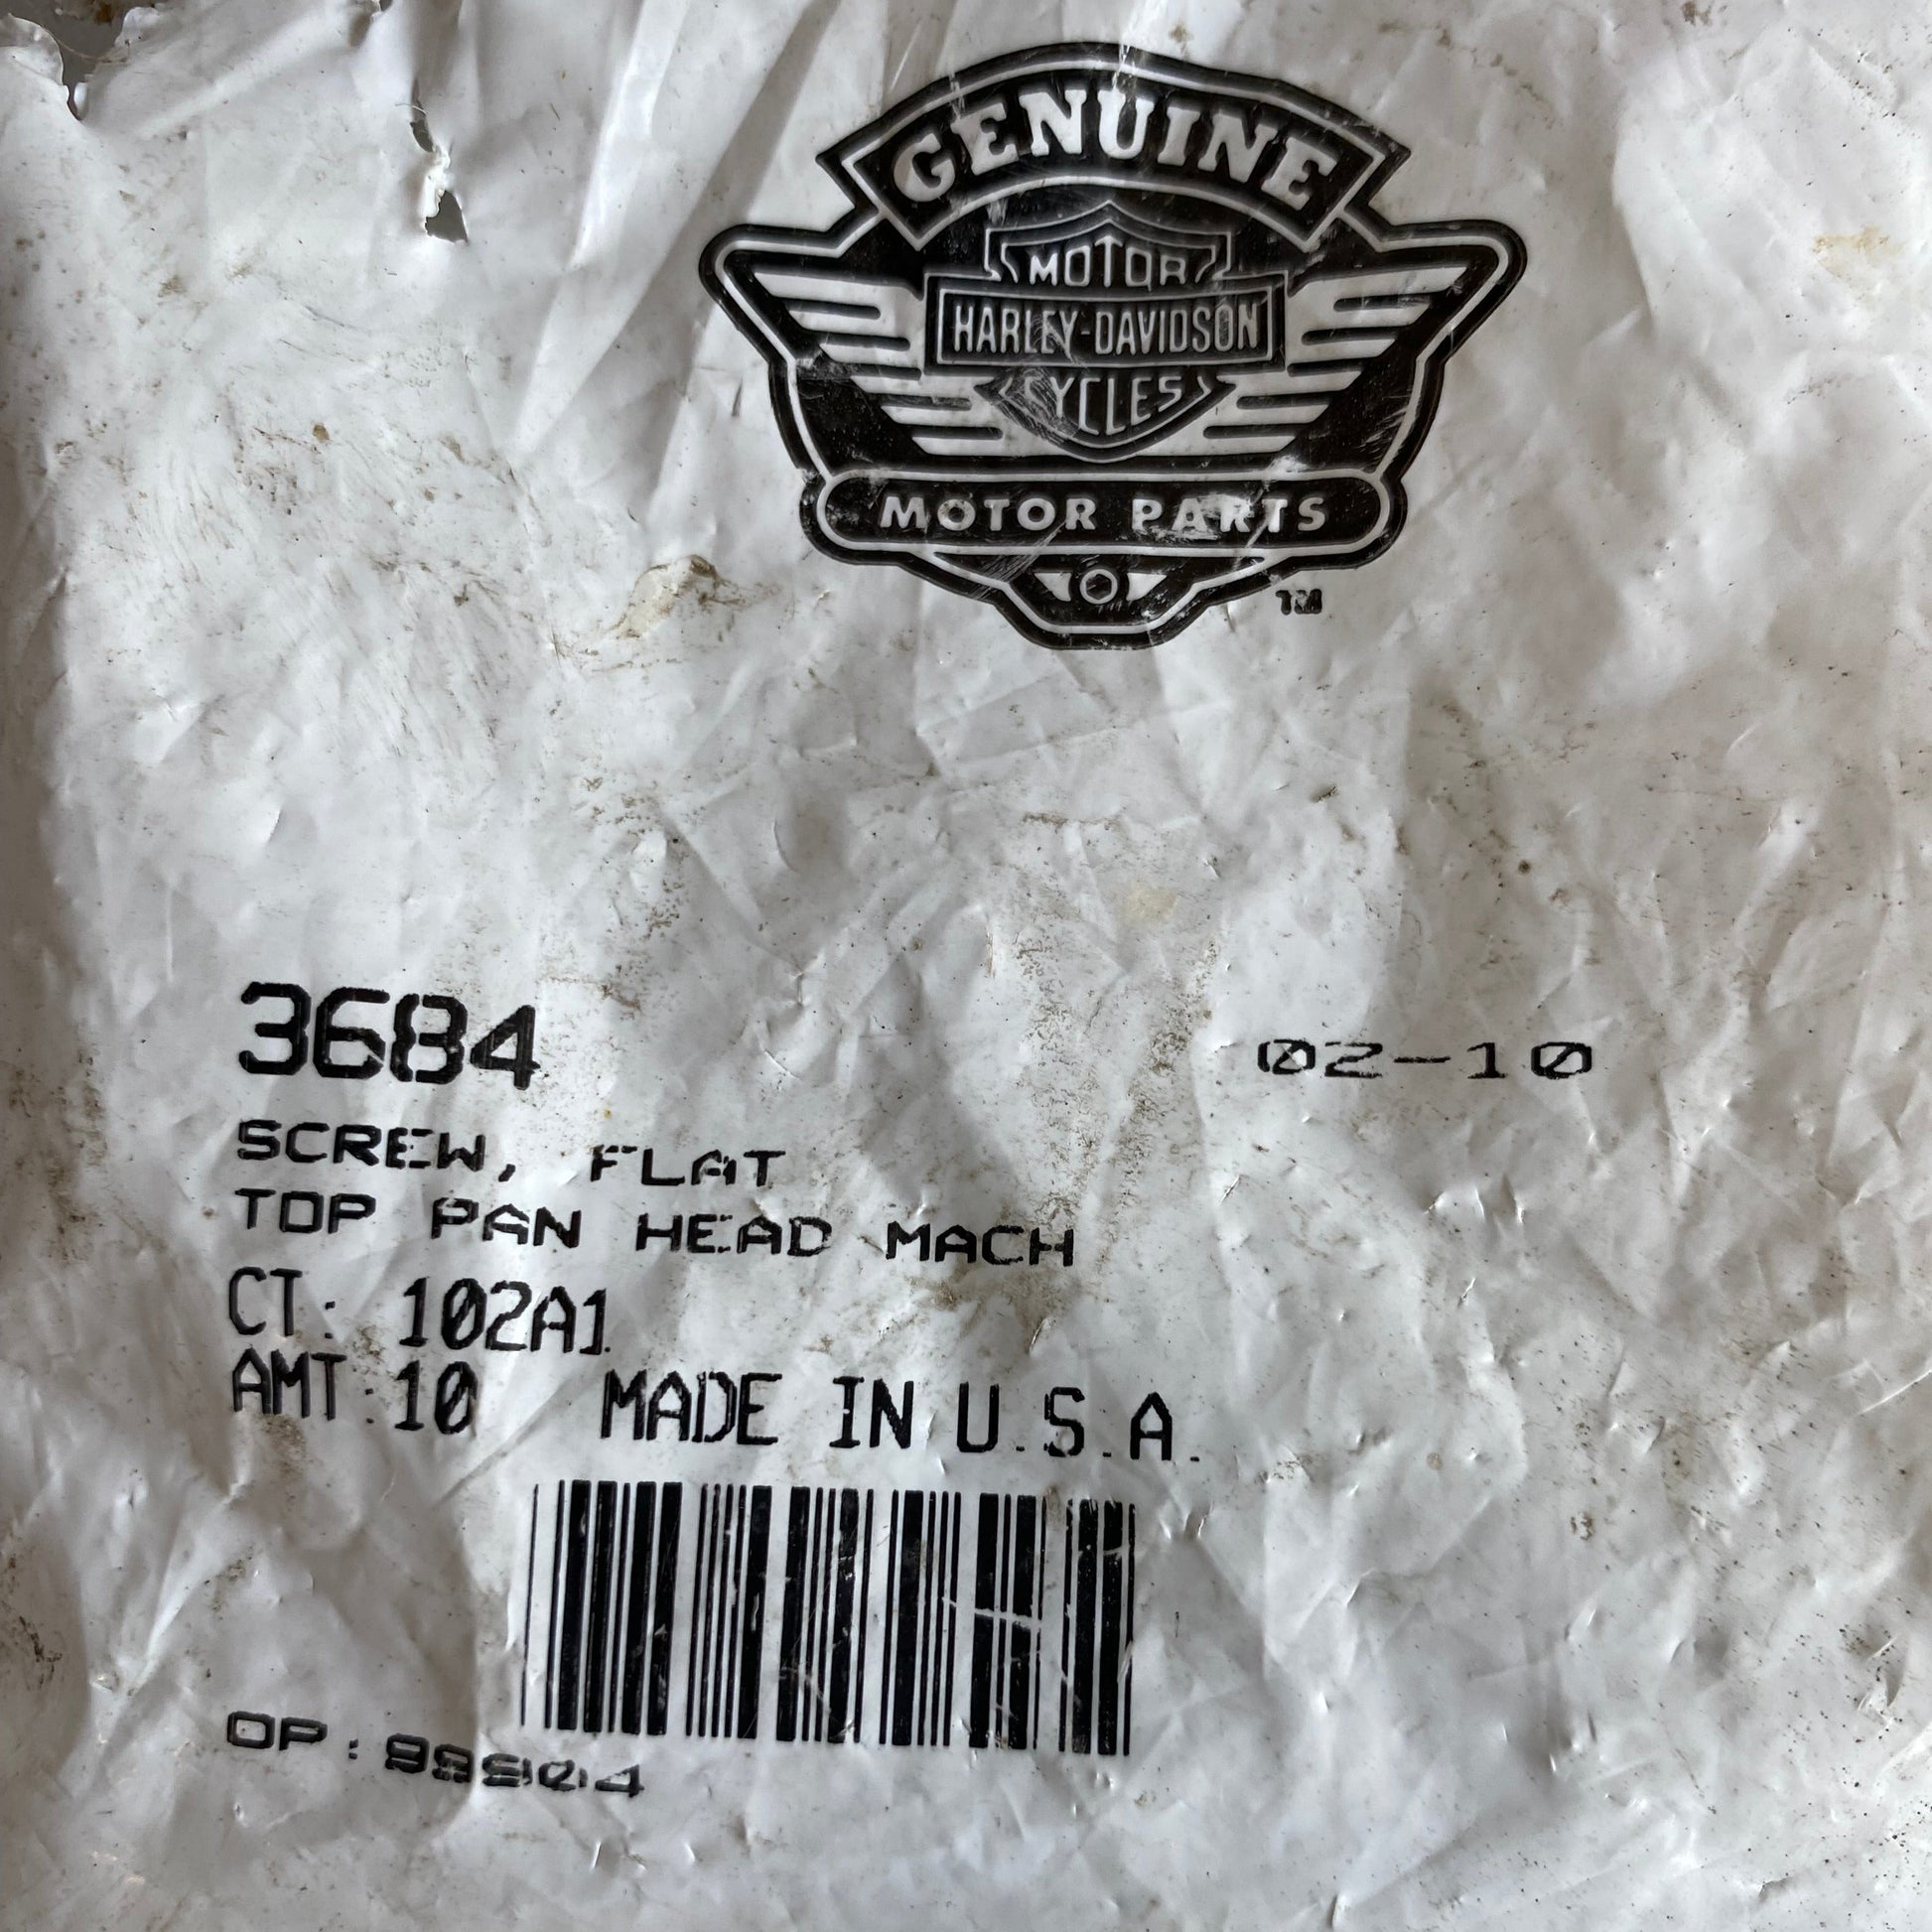 GENUINE
MOTOR
HARLEY-DAVIDSON
CYCLES
MOTOR PARTS
TM
3684
02-10
SCREW, FLAT
TOP PAN HEAD MACH
CT: 102A1
AMT:10 MADE IN U.S.A.
OP: